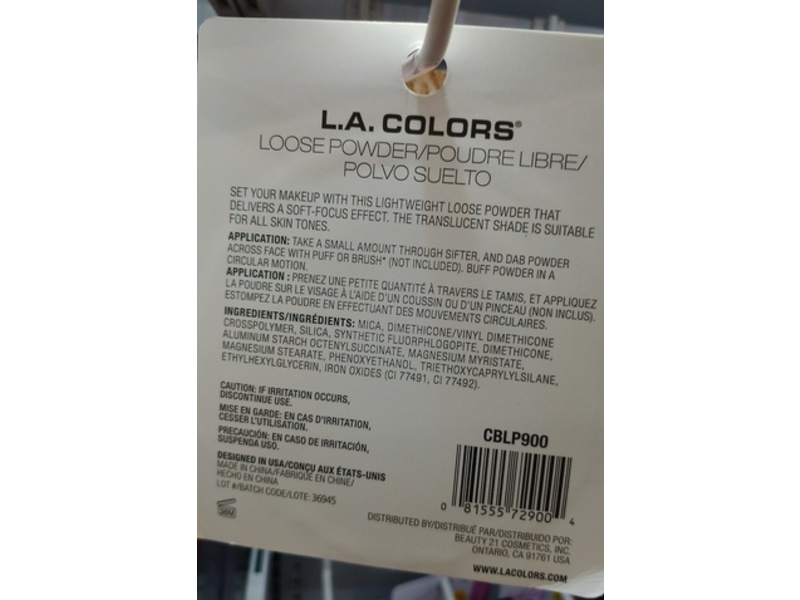 L.A. COLORS®
LOOSE POWDER/POUDRE LIBRE/
POLVO SUELTO
SET YOUR MAKEUP WITH THIS LIGHTWEIGHT LOOSE POWDER THAT
DELIVERS A SOFT-FOCUS EFFECT. THE TRANSLUCENT SHADE IS SUITABLE
FOR ALL SKIN TONES.
APPLICATION: TAKE A SMALL AMOUNT THROUGH SIFTER, AND DAB POWDER
ACROSS FACE WITH PUFF OR BRUSH* (NOT INCLUDED). BUFF POWDER IN A
CIRCULAR MOTION.
APPLICATION : PRENEZ UNE PETITE QUANTITÉ À TRAVERS LE TAMIS, ET APPLIQUEZ
LA POUDRE SUR LE VISAGE À L'AIDE D'UN COUSSIN OU D'UN PINCEAU (NON INCLUS).
ESTOMPEZ LA POUDRE EN EFFECTUANT DES MOUVEMENTS CIRCULAIRES.
INGREDIENTS/INGRÉDIENTS: MICA, DIMETHICONE/VINYL DIMETHICONE
CROSSPOLYMER, SILICA, SYNTHETIC FLUORPHLOGOPITE, DIMETHICONE,
ALUMINUM STARCH OCTENYLSUCCINATE, MAGNESIUM MYRISTATE,
MAGNESIUM STEARATE, PHENOXYETHANOL, TRIETHOXYCAPRYLYLSILANE,
ETHYLHEXYLGLYCERIN, IRON OXIDES (CI 77491, CI 77492).
CAUTION: IF IRRITATION OCCURS,
DISCONTINUE USE.
MISE EN GARDE: EN CAS D'IRRITATION,
CESSER L'UTILISATION.
PRECAUCIÓN: EN CASO DE IRRITACIÓN,
SUSPENDA USO.
DESIGNED IN USA/CONÇU AUX ÉTATS-UNIS
MADE IN CHINA/FABRIQUÉ EN CHINE/
HECHO EN CHINA
LOT #/BATCH CODE/LOTE: 36945
36M
CBLP900
0 81555 72900 4
DISTRIBUTED BY/DISTRIBUÉ PAR/DISTRIBUIDO POR:
BEAUTY 21 COSMETICS, INC.
ONTARIO, CA 91761 USA
WWW.LACOLORS.COM